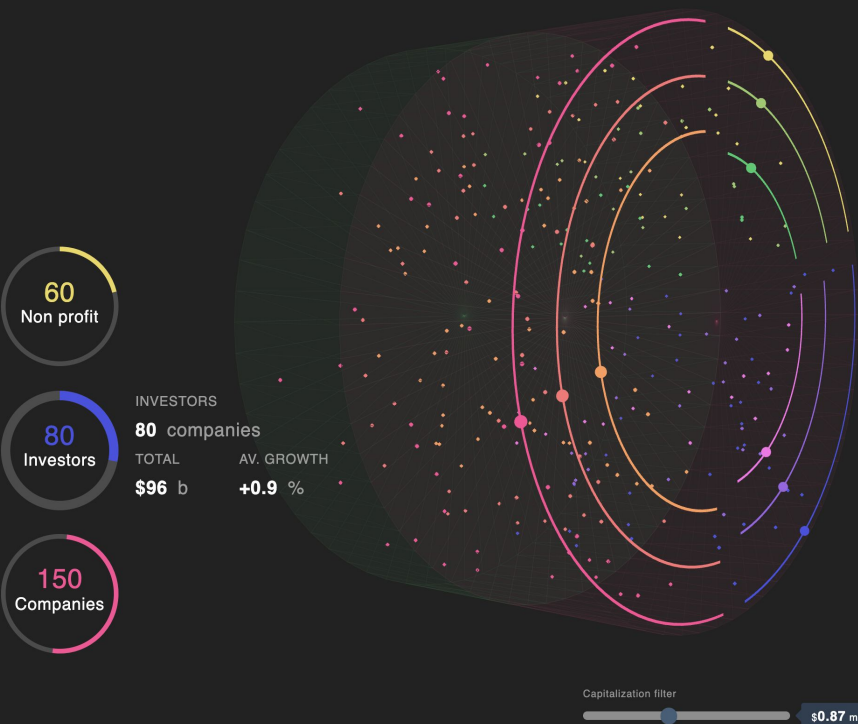 60
Non profit
80
Investors
INVESTORS
80 companies
TOTAL
AV. GROWTH
$96 b
+0.9 %
150
Companies
Capitalization filter
$0.87 m